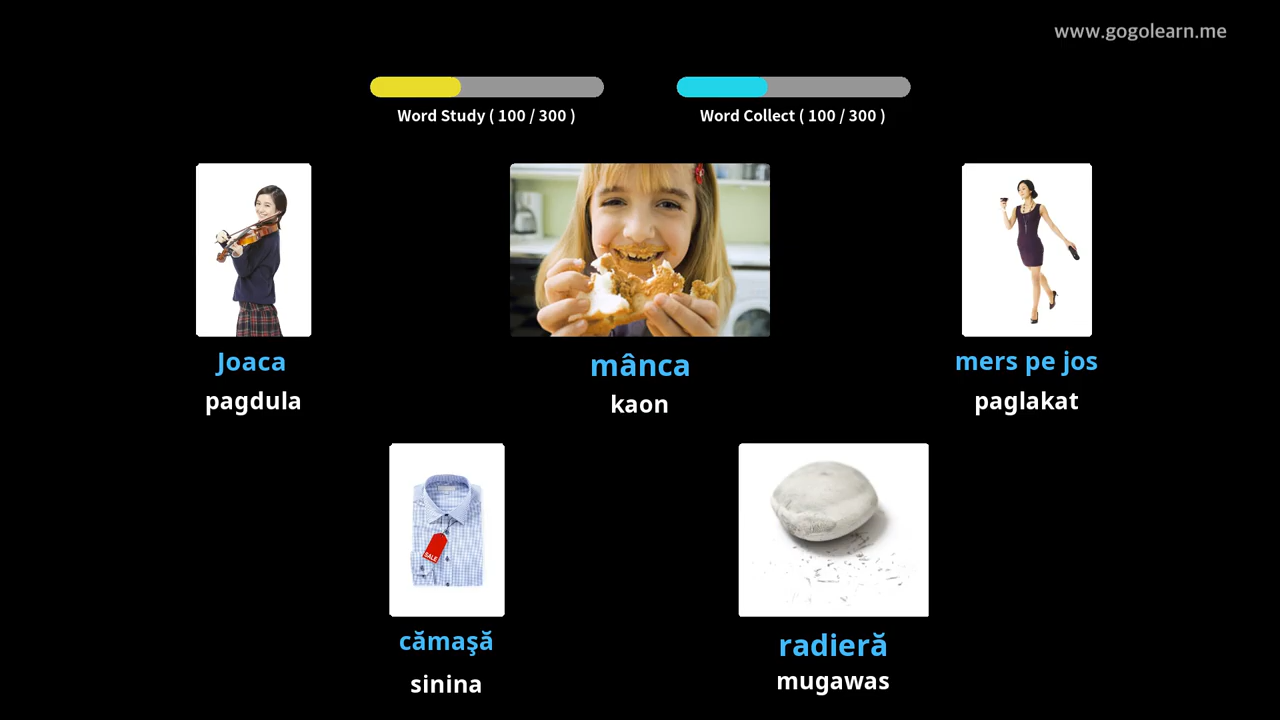 www.gogolearn.me
Word Study ( 100 / 300 )
Word Collect ( 100 / 300 )
Joaca
pagdula
mânca
kaon
mers pe jos
paglakat
SALE
cămaşă
sinina
radieră
mugawas